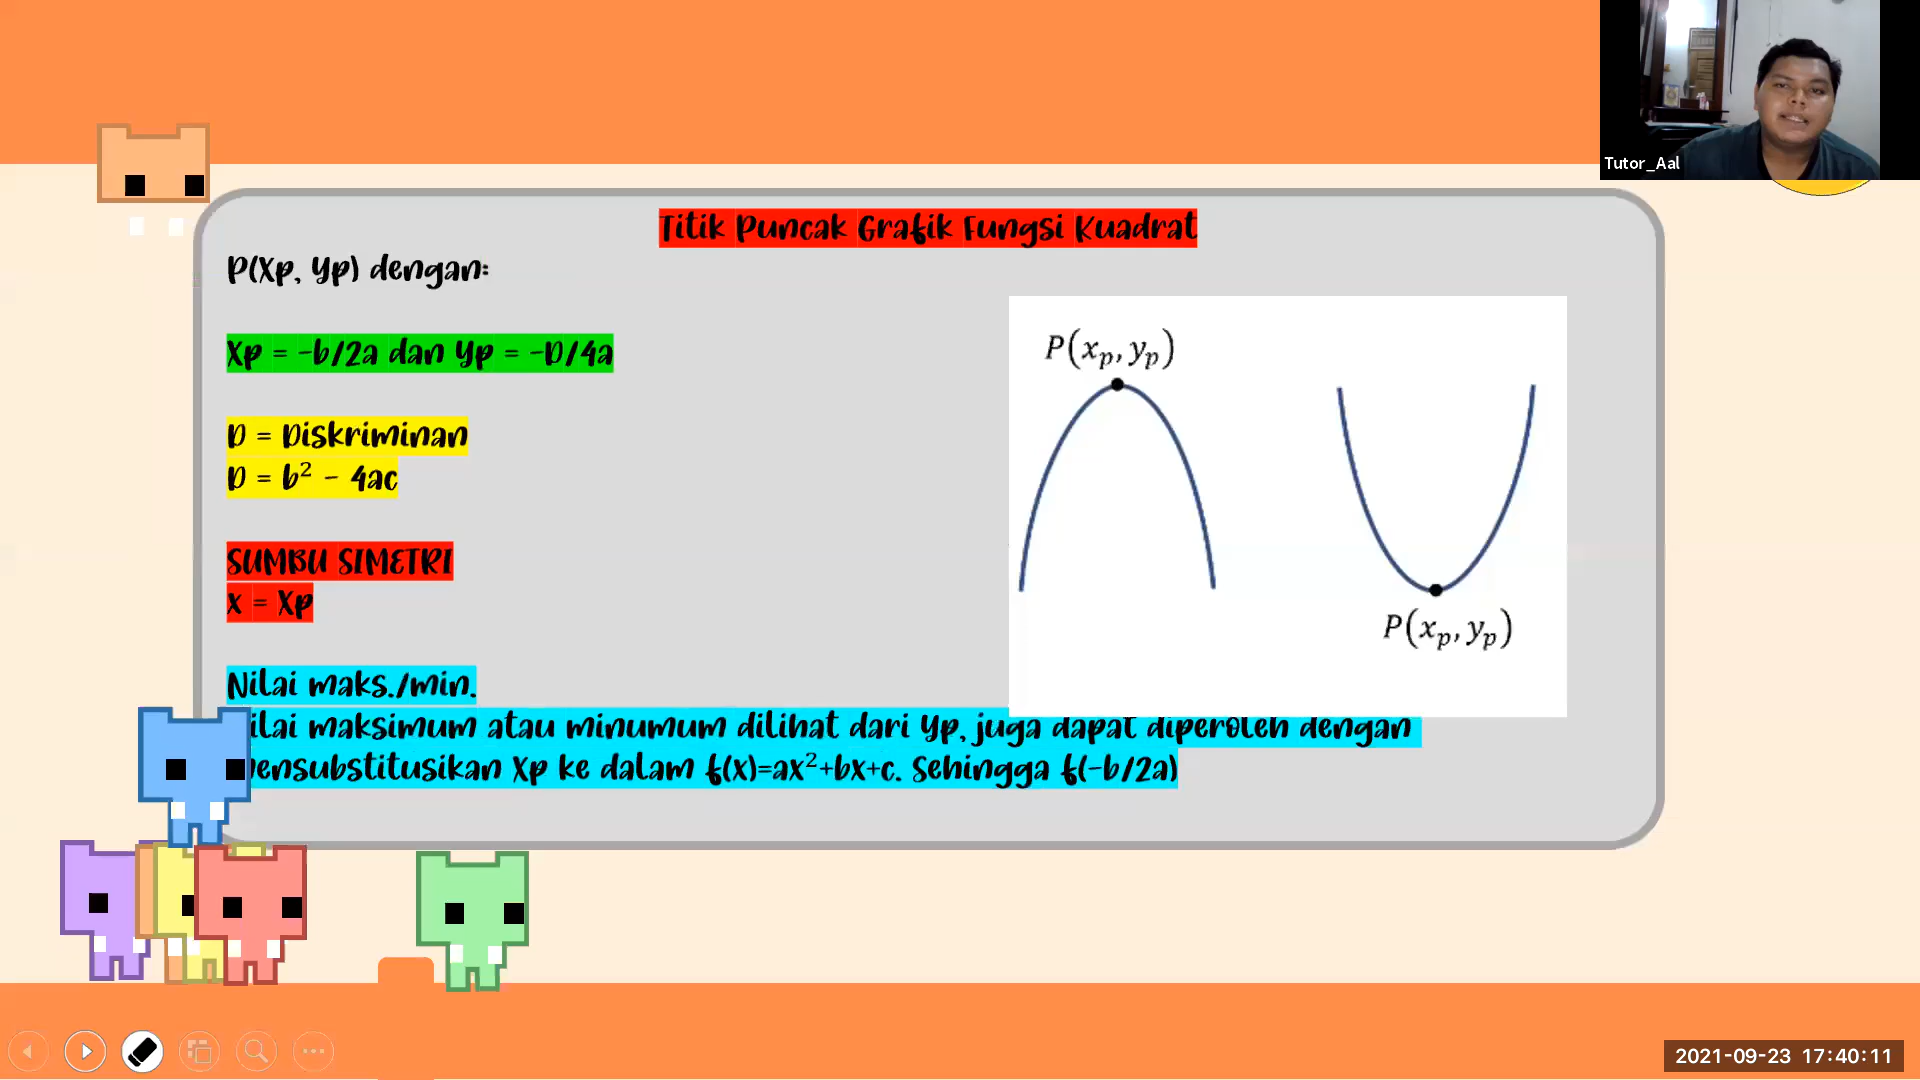 Tutor_Aal
Titik Puncak Grafik Fungsi Kuadrat
P(Xp, Yp) dengan:
Xp = -b/2a dan Yp = -D/4a
D = Diskriminan
D = b² - 4ac
SUMBU SIMETRI
x = Xp
Nilai maks./min.
ilai maksimum atau minumum dilihat dari Yp, juga dapat diperoleh dengan
ensubstitusikan Xp ke dalam f(x)=ax²+bx+c. Sehingga f(-b/2a)
P(xₚ, yₚ)
P(xₚ, yₚ)
2021-09-23 17:40:11